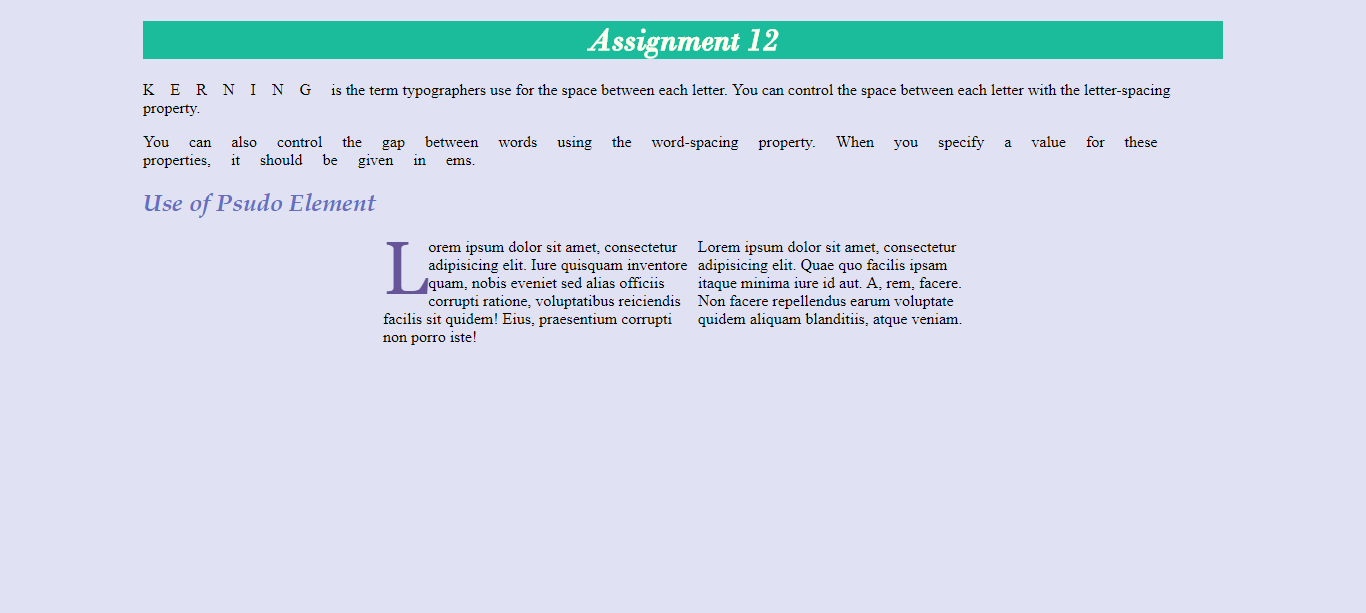 Assignment 12
K E R N I N G is the term typographers use for the space between each letter. You can control the space between each letter with the letter-spacing
property.
You can also control the gap between words using the word-spacing property. When you specify a value for these
properties, it should be given in ems.
Use of Psudo Element
Lorem ipsum dolor sit amet, consectetur
adipisicing elit. Iure quisquam inventore
quam, nobis eveniet sed alias officiis
corrupti ratione, voluptatibus reiciendis
facilis sit quidem! Eius, praesentium corrupti
non porro iste!
Lorem ipsum dolor sit amet, consectetur
adipisicing elit. Quae quo facilis ipsam
itaque minima iure id aut. A, rem, facere.
Non facere repellendus earum voluptate
quidem aliquam blanditiis, atque veniam.